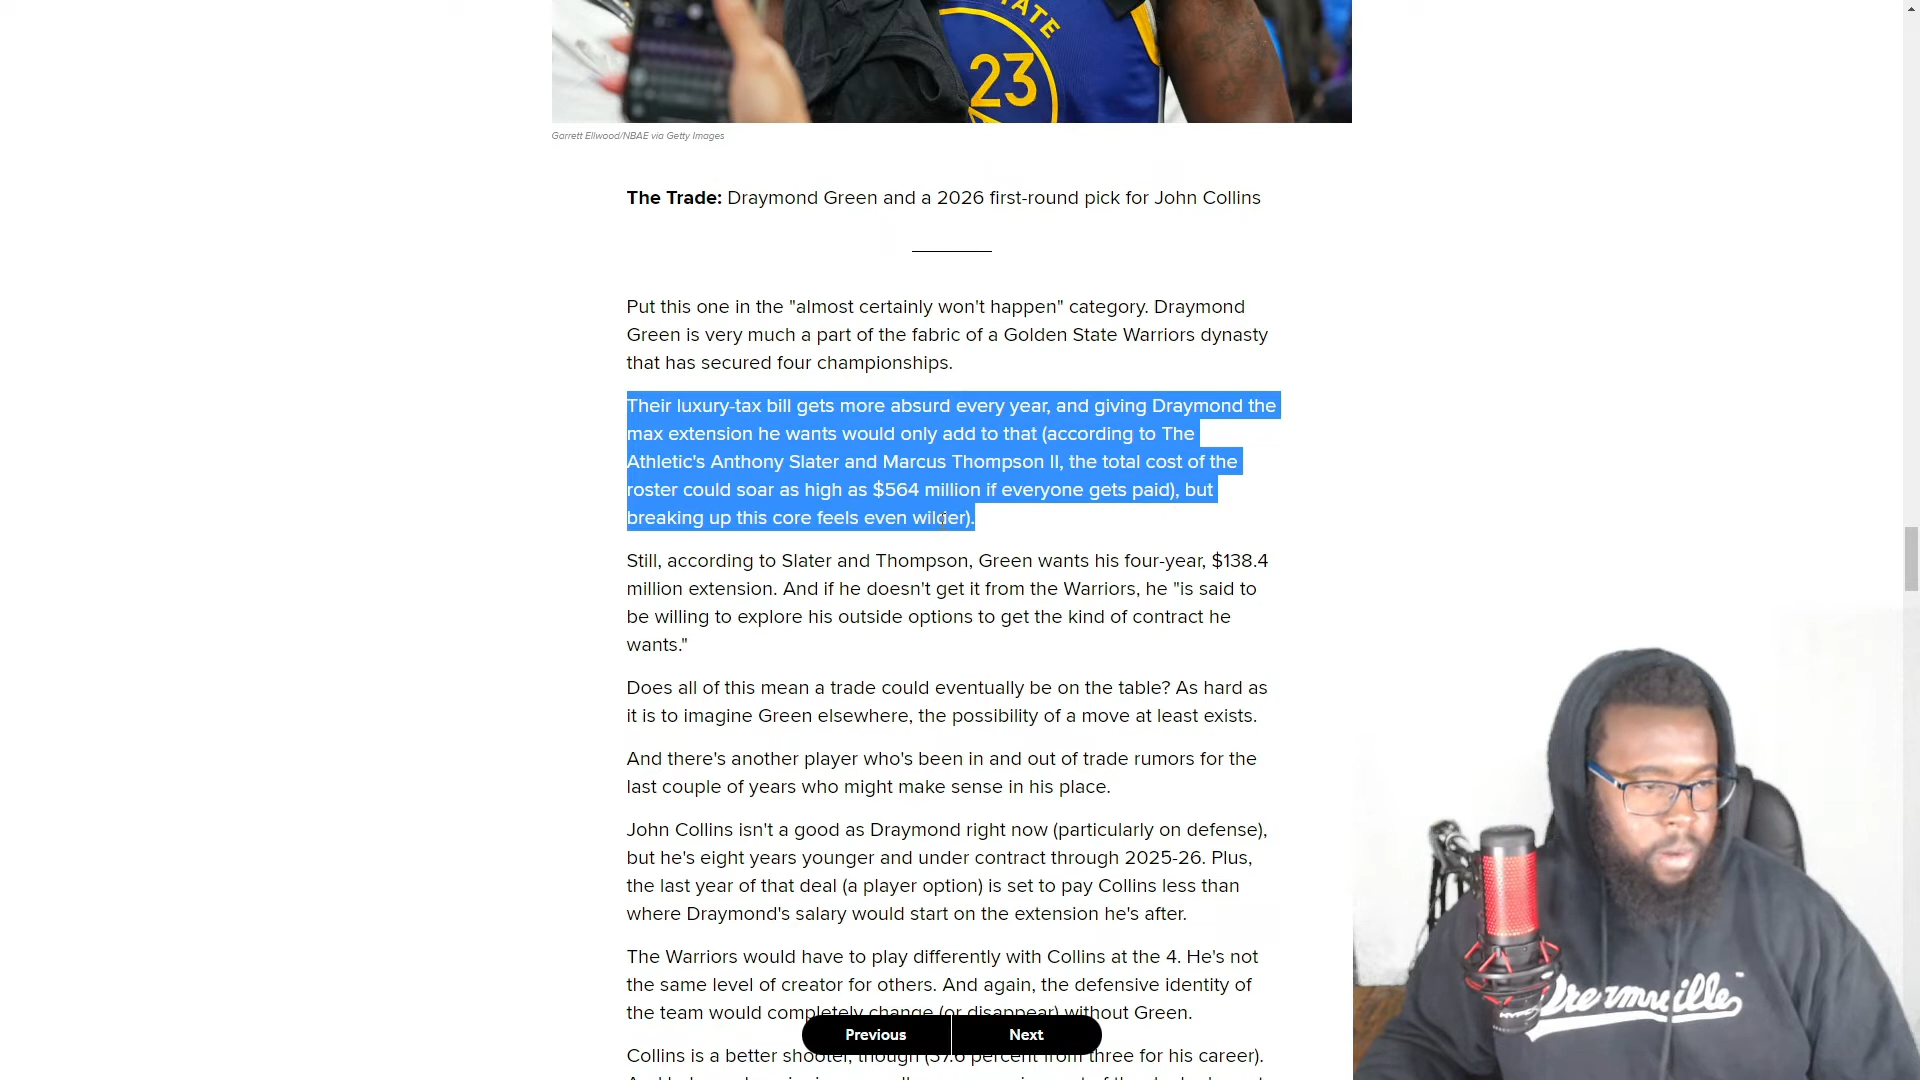 TATE
23
Garrett Ellwood/NBAE via Getty Images
The Trade: Draymond Green and a 2026 first-round pick for John Collins
Put this one in the "almost certainly won't happen" category. Draymond
Green is very much a part of the fabric of a Golden State Warriors dynasty
that has secured four championships.
Their luxury-tax bill gets more absurd every year, and giving Draymond the
max extension he wants would only add to that (according to The
Athletic's Anthony Slater and Marcus Thompson II, the total cost of the
roster could soar as high as $564 million if everyone gets paid), but
breaking up this core feels even wilder).
Still, according to Slater and Thompson, Green wants his four-year, $138.4
million extension. And if he doesn't get it from the Warriors, he "is said to
be willing to explore his outside options to get the kind of contract he
wants."
Does all of this mean a trade could eventually be on the table? As hard as
it is to imagine Green elsewhere, the possibility of a move at least exists.
And there's another player who's been in and out of trade rumors for the
last couple of years who might make sense in his place.
John Collins isn't a good as Draymond right now (particularly on defense),
but he's eight years younger and under contract through 2025-26. Plus,
the last year of that deal (a player option) is set to pay Collins less than
where Draymond's salary would start on the extension he's after.
The Warriors would have to play differently with Collins at the 4. He's not
the same level of creator for others. And again, the defensive identity of
the team would completely change (or disappear) without Green.
Previous Next
Collins is a better shooter, though (37.6 percent from three for his career).
Dreamville